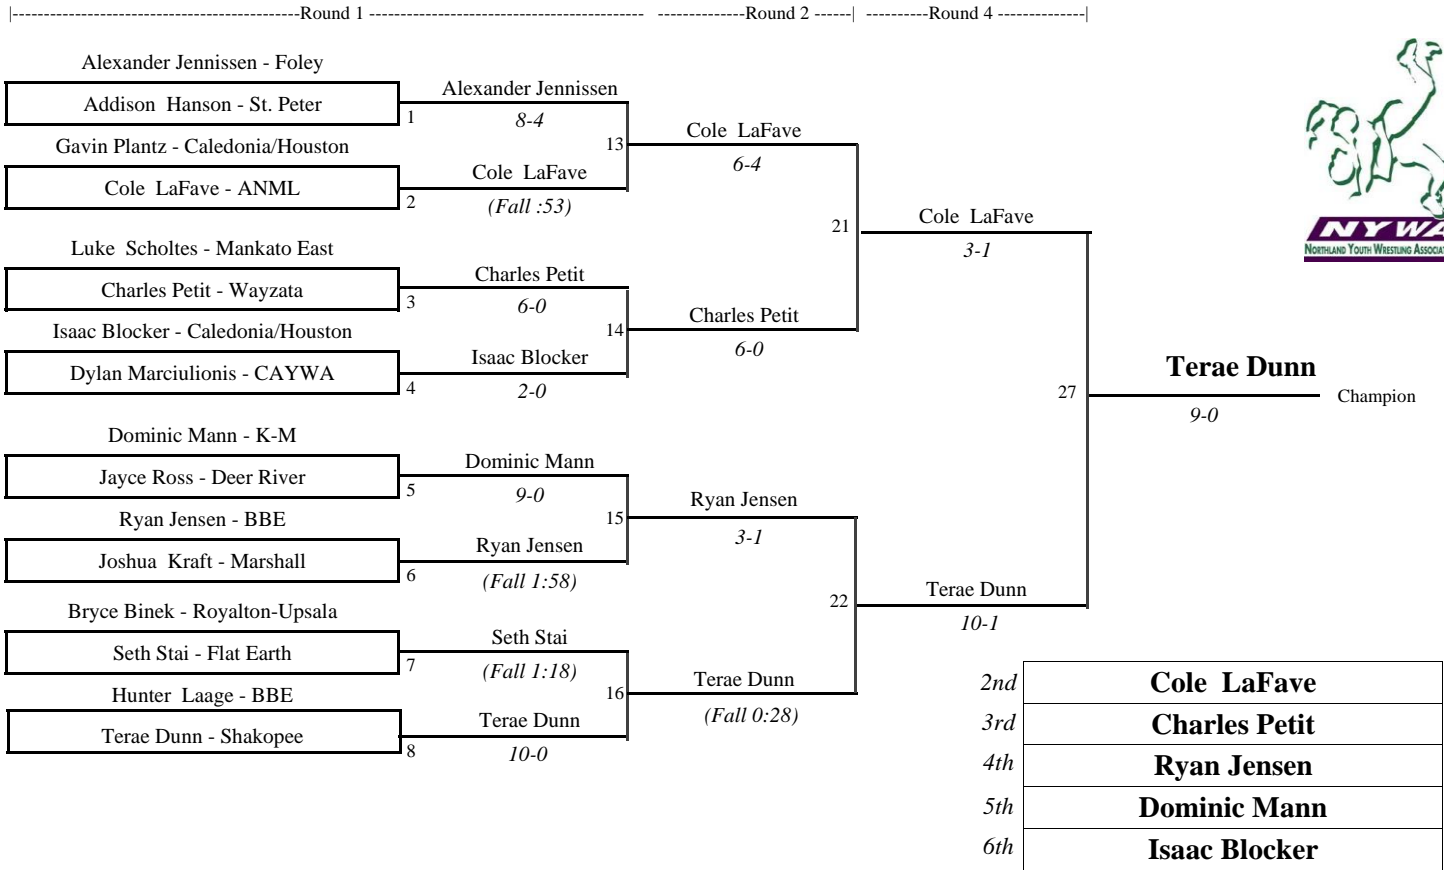 |----------------------------------------------Round 1 -------------------------------------------- --------------Round 2 ------| ----------Round 4 --------------|
Alexander Jennissen - Foley
Addison Hanson - St. Peter
1
Alexander Jennissen
8-4
Gavin Plantz - Caledonia/Houston
Cole LaFave - ANML
2
Cole LaFave
(Fall :53)
13
Cole LaFave
6-4
Luke Scholtes - Mankato East
Charles Petit - Wayzata
3
Charles Petit
6-0
Isaac Blocker - Caledonia/Houston
Dylan Marciulionis - CAYWA
4
Isaac Blocker
2-0
14
Charles Petit
6-0
21
Cole LaFave
3-1
Dominic Mann - K-M
Jayce Ross - Deer River
5
Dominic Mann
9-0
Ryan Jensen - BBE
Joshua Kraft - Marshall
6
Ryan Jensen
(Fall 1:58)
15
Ryan Jensen
3-1
Bryce Binek - Royalton-Upsala
Seth Stai - Flat Earth
7
Seth Stai
(Fall 1:18)
Hunter Laage - BBE
Terae Dunn - Shakopee
8
Terae Dunn
10-0
16
Terae Dunn
(Fall 0:28)
22
Terae Dunn
10-1
27
Terae Dunn
Champion
9-0
NYWA
NORTHLAND YOUTH WRESTLING ASSOCIAT
2nd Cole LaFave
3rd Charles Petit
4th Ryan Jensen
5th Dominic Mann
6th Isaac Blocker